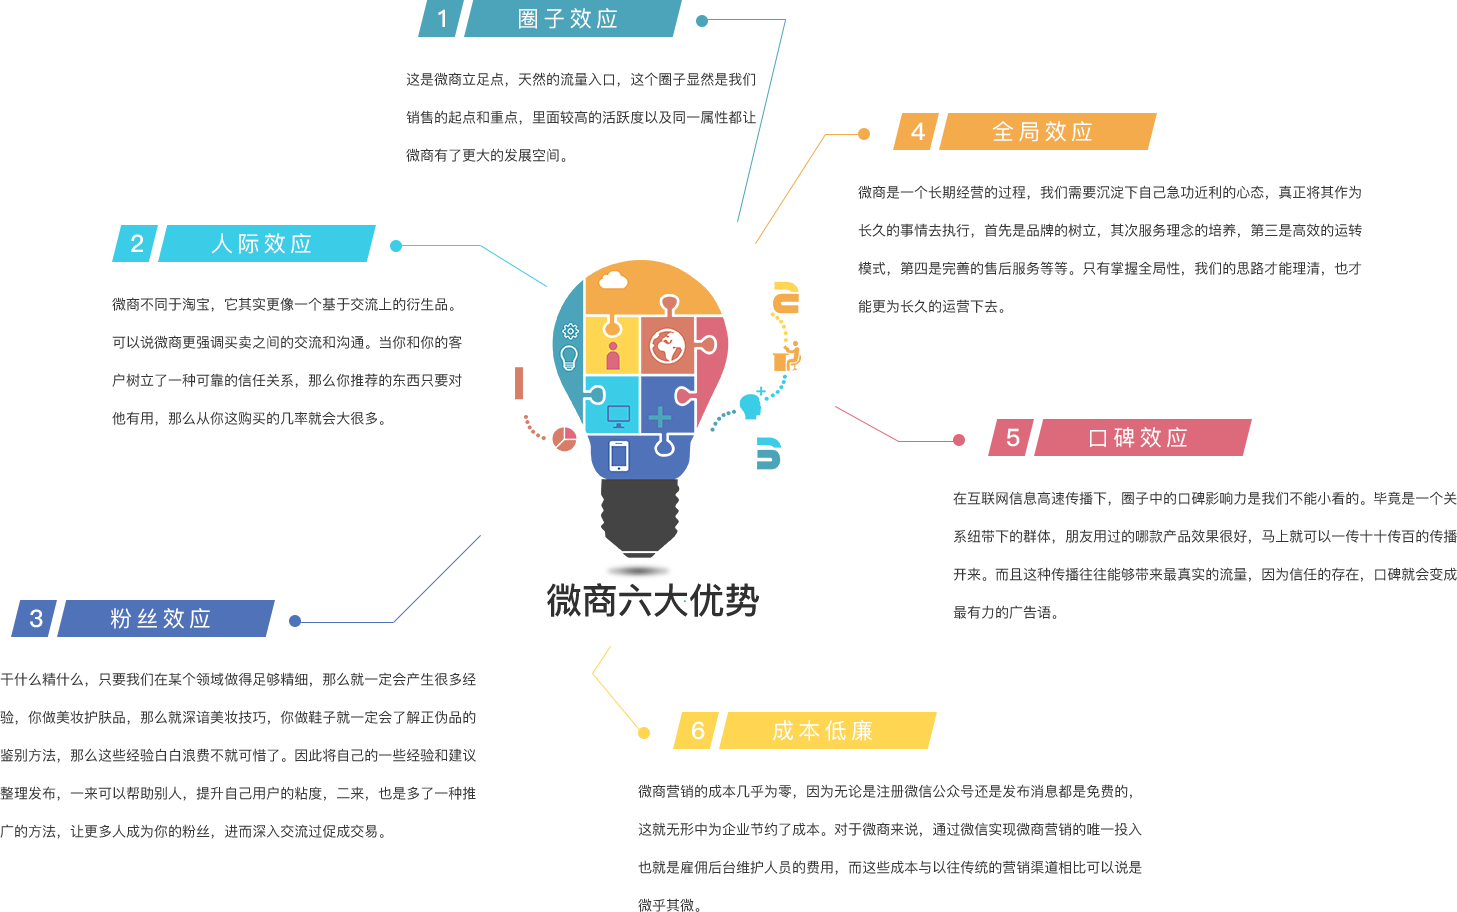 1 圈子效应
这是微商立足点，天然的流量入口，这个圈子显然是我们
销售的起点和重点，里面较高的活跃度以及同一属性都让
微商有了更大的发展空间。
2 人际效应
微商不同于淘宝，它其实更像一个基于交流上的衍生品。
可以说微商更强调买卖之间的交流和沟通。当你和你的客
户树立了一种可靠的信任关系，那么你推荐的东西只要对
他有用，那么从你这购买的几率就会大很多。
3 粉丝效应
干什么精什么，只要我们在某个领域做得足够精细，那么就一定会产生很多经
验，你做美妆护肤品，那么就深谙美妆技巧，你做鞋子就一定会了解正伪品的
鉴别方法，那么这些经验白白浪费不就可惜了。因此将自己的一些经验和建议
整理发布，一来可以帮助别人，提升自己用户的粘度，二来，也是多了一种推
广的方法，让更多人成为你的粉丝，进而深入交流过促成交易。
4 全局效应
微商是一个长期经营的过程，我们需要沉淀下自己急功近利的心态，真正将其作为
长久的事情去执行，首先是品牌的树立，其次服务理念的培养，第三是高效的运转
模式，第四是完善的售后服务等等。只有掌握全局性，我们的思路才能理清，也才
能更为长久的运营下去。
5 口碑效应
在互联网信息高速传播下，圈子中的口碑影响力是我们不能小看的。毕竟是一个关
系纽带下的群体，朋友用过的哪款产品效果很好，马上就可以一传十十传百的传播
开来。而且这种传播往往能够带来最真实的流量，因为信任的存在，口碑就会变成
最有力的广告语。
微商六大优势
6 成本低廉
微商营销的成本几乎为零，因为无论是注册微信公众号还是发布消息都是免费的，
这就无形中为企业节约了成本。对于微商来说，通过微信实现微商营销的唯一投入
也就是雇佣后台维护人员的费用，而这些成本与以往传统的营销渠道相比可以说是
微乎其微。